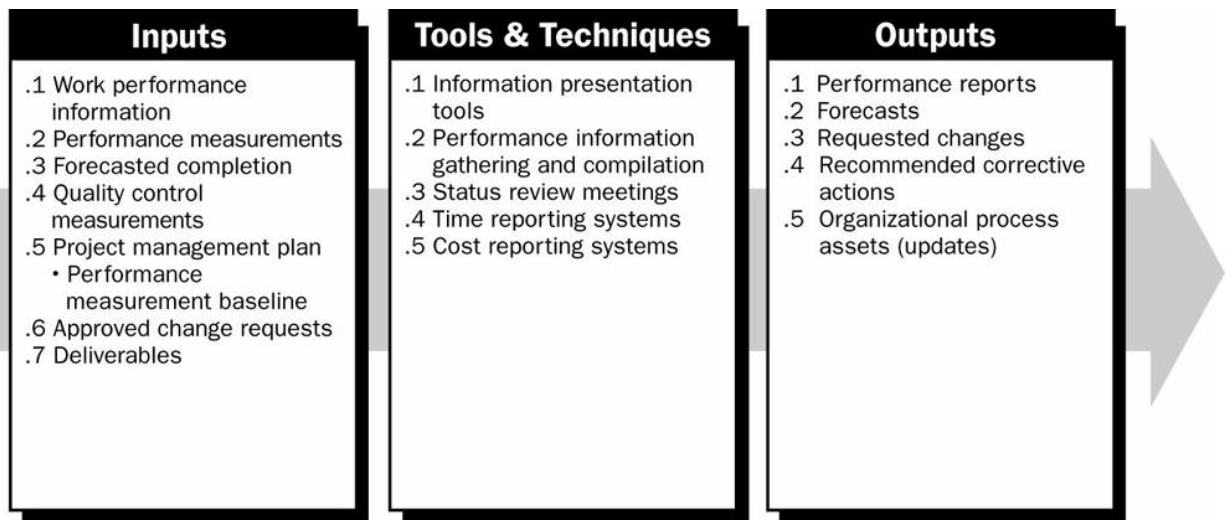 Inputs
.1 Work performance
information
.2 Performance measurements
.3 Forecasted completion
.4 Quality control
measurements
.5 Project management plan
• Performance
measurement baseline
.6 Approved change requests
.7 Deliverables
Tools & Techniques
.1 Information presentation
tools
.2 Performance information
gathering and compilation
.3 Status review meetings
.4 Time reporting systems
.5 Cost reporting systems
Outputs
.1 Performance reports
.2 Forecasts
.3 Requested changes
.4 Recommended corrective
actions
.5 Organizational process
assets (updates)